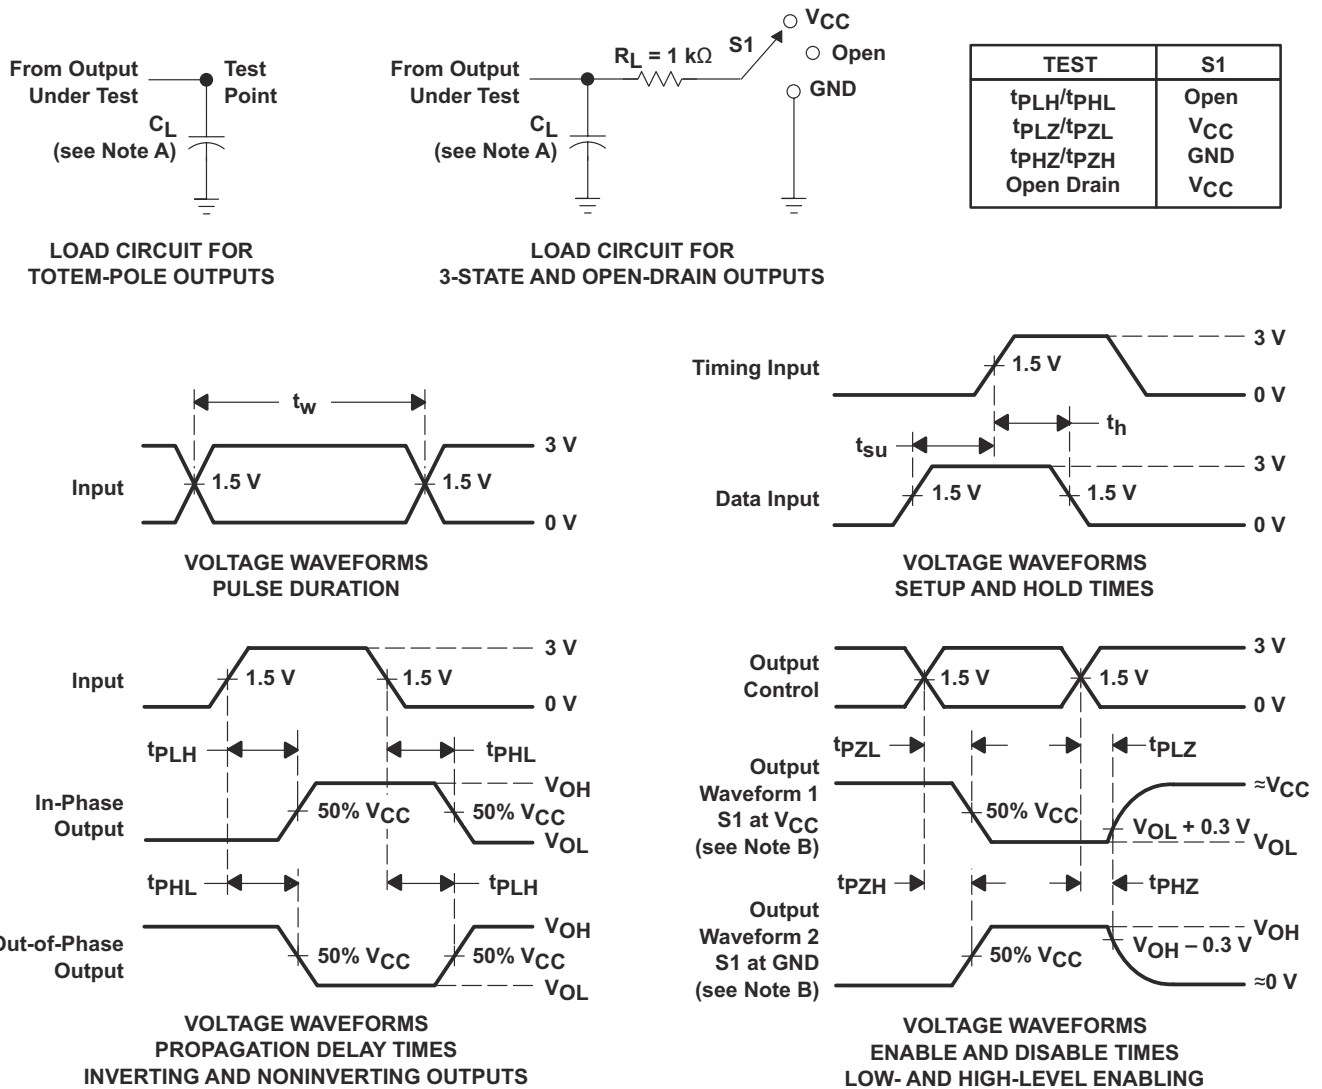 From Output
Under Test
Test
Point
CL
(see Note A)
LOAD CIRCUIT FOR
TOTEM-POLE OUTPUTS
From Output
Under Test
RL = 1 kΩ
S1
VCC
Open
GND
CL
(see Note A)
LOAD CIRCUIT FOR
3-STATE AND OPEN-DRAIN OUTPUTS
TEST S1
tPLH/tPHL Open
tPLZ/tPZL VCC
tPHZ/tPZH GND
Open Drain VCC
tw
Input
1.5 V
1.5 V
3 V
0 V
VOLTAGE WAVEFORMS
PULSE DURATION
Timing Input
1.5 V
3 V
0 V
tsu
th
Data Input
1.5 V
1.5 V
3 V
0 V
VOLTAGE WAVEFORMS
SETUP AND HOLD TIMES
Input
1.5 V
1.5 V
3 V
0 V
tPLH
tPHL
In-Phase
Output
50% VCC
50% VCC
VOH
VOL
tPHL
tPLH
Out-of-Phase
Output
50% VCC
50% VCC
VOH
VOL
VOLTAGE WAVEFORMS
PROPAGATION DELAY TIMES
INVERTING AND NONINVERTING OUTPUTS
Output
Control
1.5 V
1.5 V
3 V
0 V
tPZL
tPLZ
Output
Waveform 1
S1 at VCC
(see Note B)
50% VCC
VOL + 0.3 V
≈VCC
VOL
tPZH
tPHZ
Output
Waveform 2
S1 at GND
(see Note B)
50% VCC
VOH − 0.3 V
VOH
≈0 V
VOLTAGE WAVEFORMS
ENABLE AND DISABLE TIMES
LOW- AND HIGH-LEVEL ENABLING